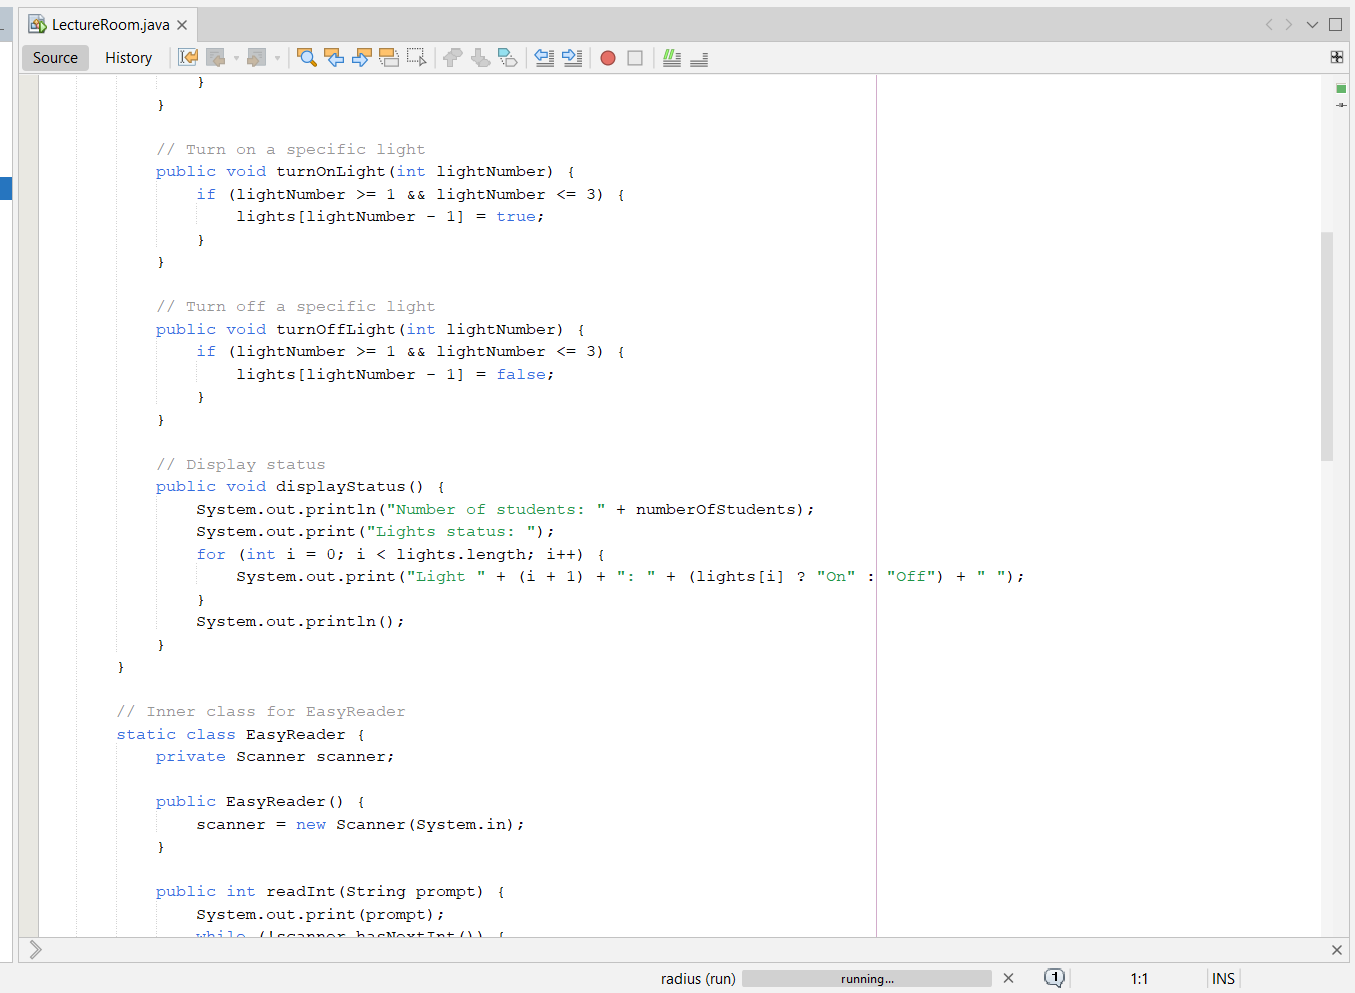 LectureRoom.java
Source History
}
}
// Turn on a specific light
public void turnOnLight(int lightNumber) {
if (lightNumber >= 1 && lightNumber <= 3) {
lights[lightNumber - 1] = true;
}
}
// Turn off a specific light
public void turnOffLight(int lightNumber) {
if (lightNumber >= 1 && lightNumber <= 3) {
lights[lightNumber - 1] = false;
}
}
// Display status
public void displayStatus() {
System.out.println("Number of students: " + numberOfStudents);
System.out.print("Lights status: ");
for (int i = 0; i < lights.length; i++) {
System.out.print("Light " + (i + 1) + ": " + (lights[i] ? "On" : "Off") + " ");
}
System.out.println();
}
}
// Inner class for EasyReader
static class EasyReader {
private Scanner scanner;
public EasyReader() {
scanner = new Scanner(System.in);
}
public int readInt(String prompt) {
System.out.print(prompt);
while (!scanner.hasNextInt()) {
radius (run) running... 1 1:1 INS